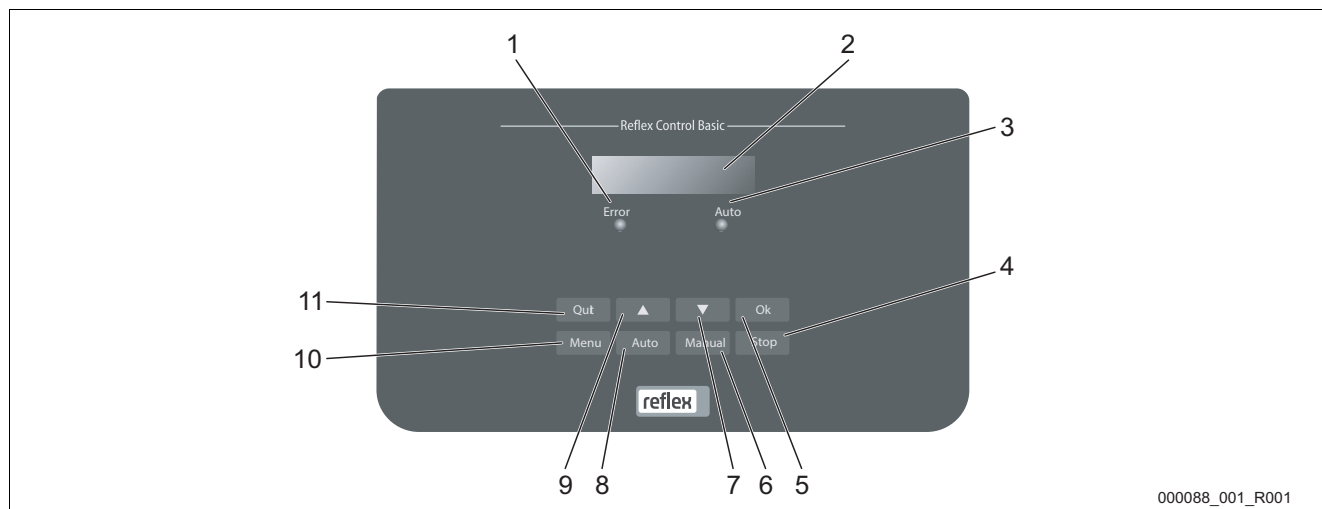 1
2
Reflex Control Basic
3
Error
Auto
4
11
Quit
▲
▼
Ok
10
Menu
Auto
Manual
Stop
reflex
9
8
7
6
5
000088_001_R001